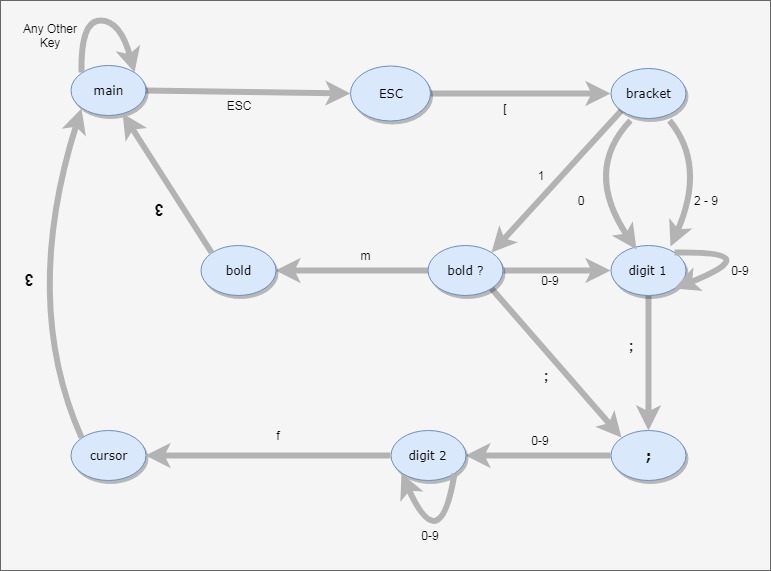 Any Other
Key
main
ESC
ESC
[
bracket
1
0
2 - 9
ε
bold
m
bold ?
0-9
digit 1
0-9
ε
;
;
cursor
f
digit 2
0-9
;
0-9